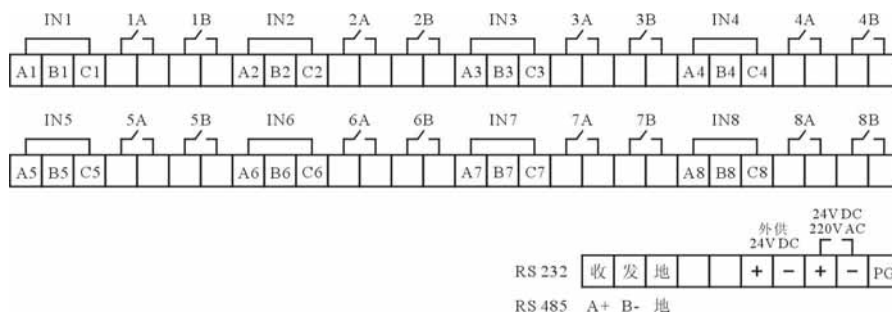 IN1 1A 1B IN2 2A 2B IN3 3A 3B IN4 4A 4B
A1 B1 C1 A2 B2 C2 A3 B3 C3 A4 B4 C4
IN5 5A 5B IN6 6A 6B IN7 7A 7B IN8 8A 8B
A5 B5 C5 A6 B6 C6 A7 B7 C7 A8 B8 C8
24V DC
外供 220V AC
24V DC
RS 232 收 发 地 + - + - PG
RS 485 A+ B- 地